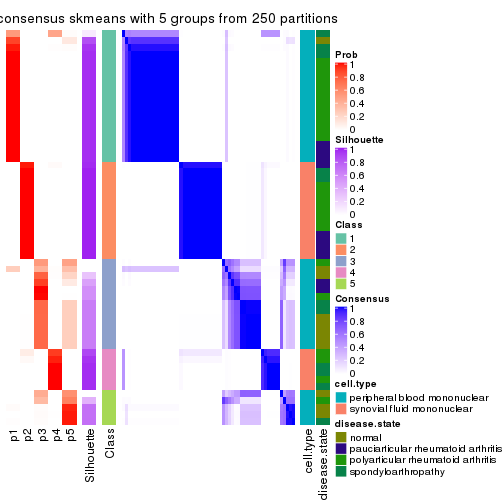 consensus skmeans with 5 groups from 250 partitions
Prob
1
0.8
0.6
0.4
0.2
0
Silhouette
1
0.8
0.6
0.4
0.2
0
Class
1
2
3
4
5
Consensus
1
0.8
0.6
0.4
0.2
0
cell.type
peripheral blood mononuclear
synovial fluid mononuclear
disease.state
normal
pauciarticular rheumatoid arthritis
polyarticular rheumatoid arthritis
spondyloarthropathy
p1
p2
p3
p4
p5
Silhouette
Class
cell.type
disease.state